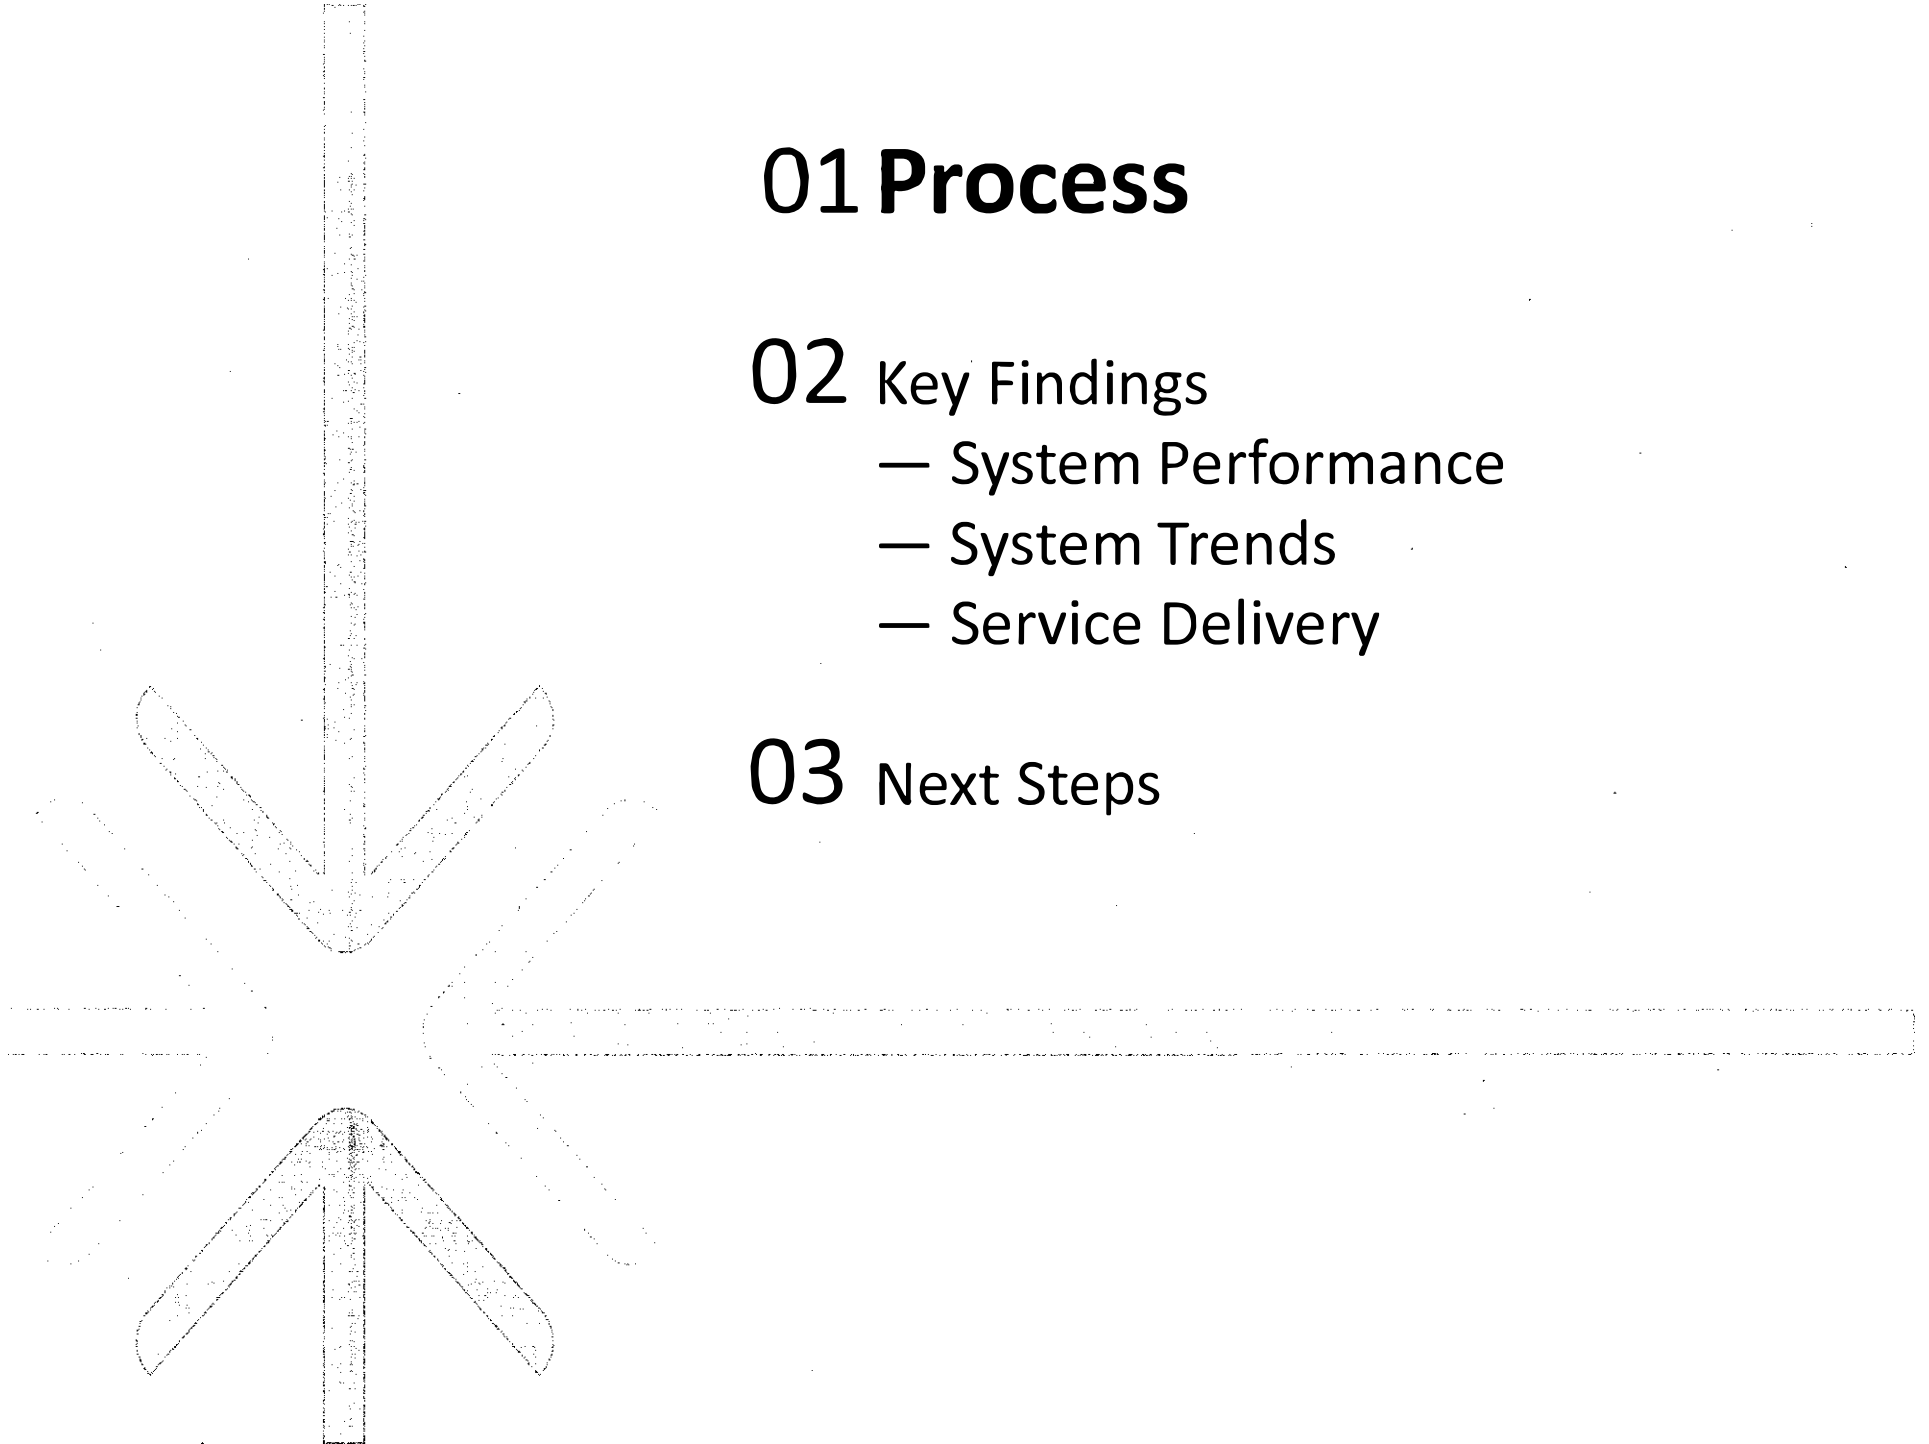 01 Process
02 Key Findings
— System Performance
— System Trends
— Service Delivery
03 Next Steps